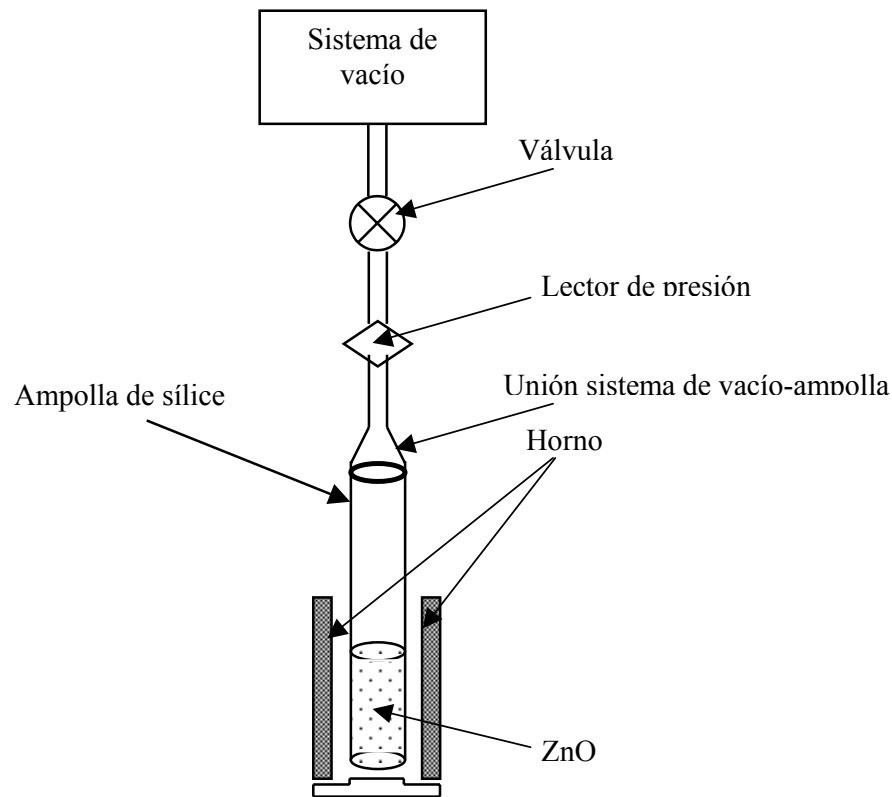 Sistema de
vacío
Válvula
Lector de presión
Unión sistema de vacío-ampolla
Ampolla de sílice
Horno
ZnO